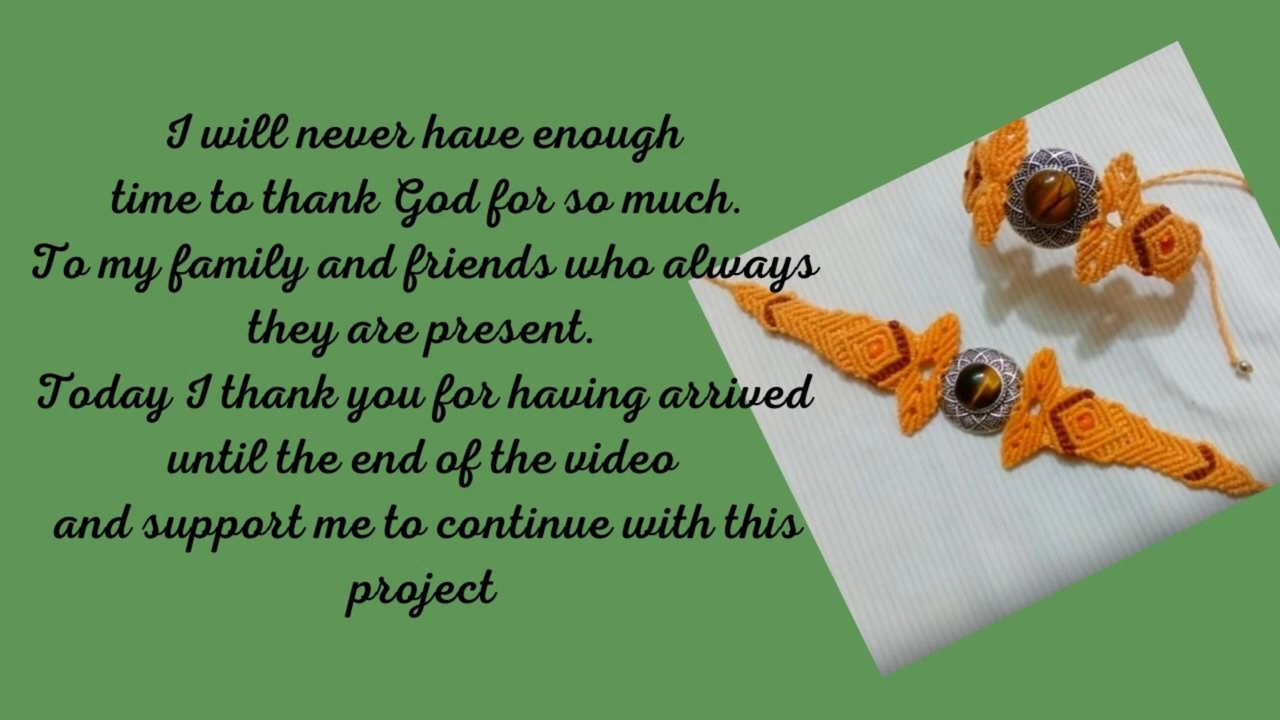 I will never have enough
time to thank God for so much.
To my family and friends who always
they are present.
Today I thank you for having arrived
until the end of the video
and support me to continue with this
project